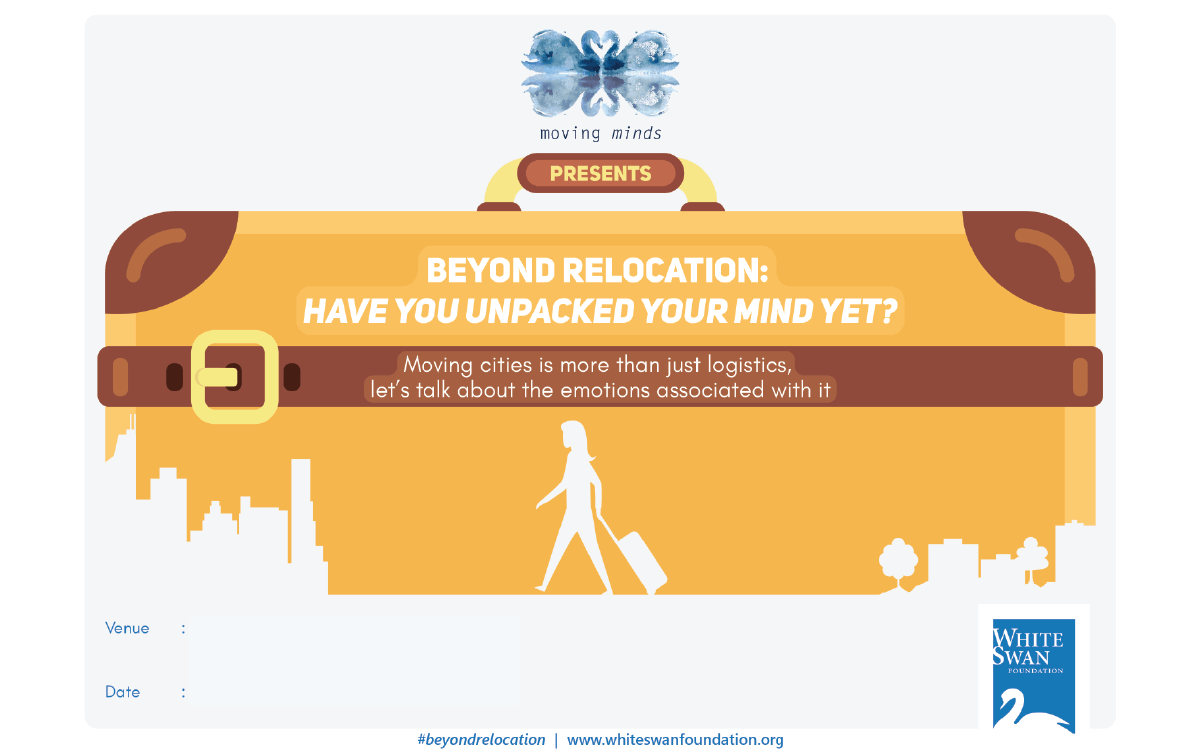 moving minds
PRESENTS
BEYOND RELOCATION:
HAVE YOU UNPACKED YOUR MIND YET?
Moving cities is more than just logistics,
let's talk about the emotions associated with it
Venue :
Date :
WHITE
SWAN
FOUNDATION
#beyondrelocation | www.whiteswanfoundation.org